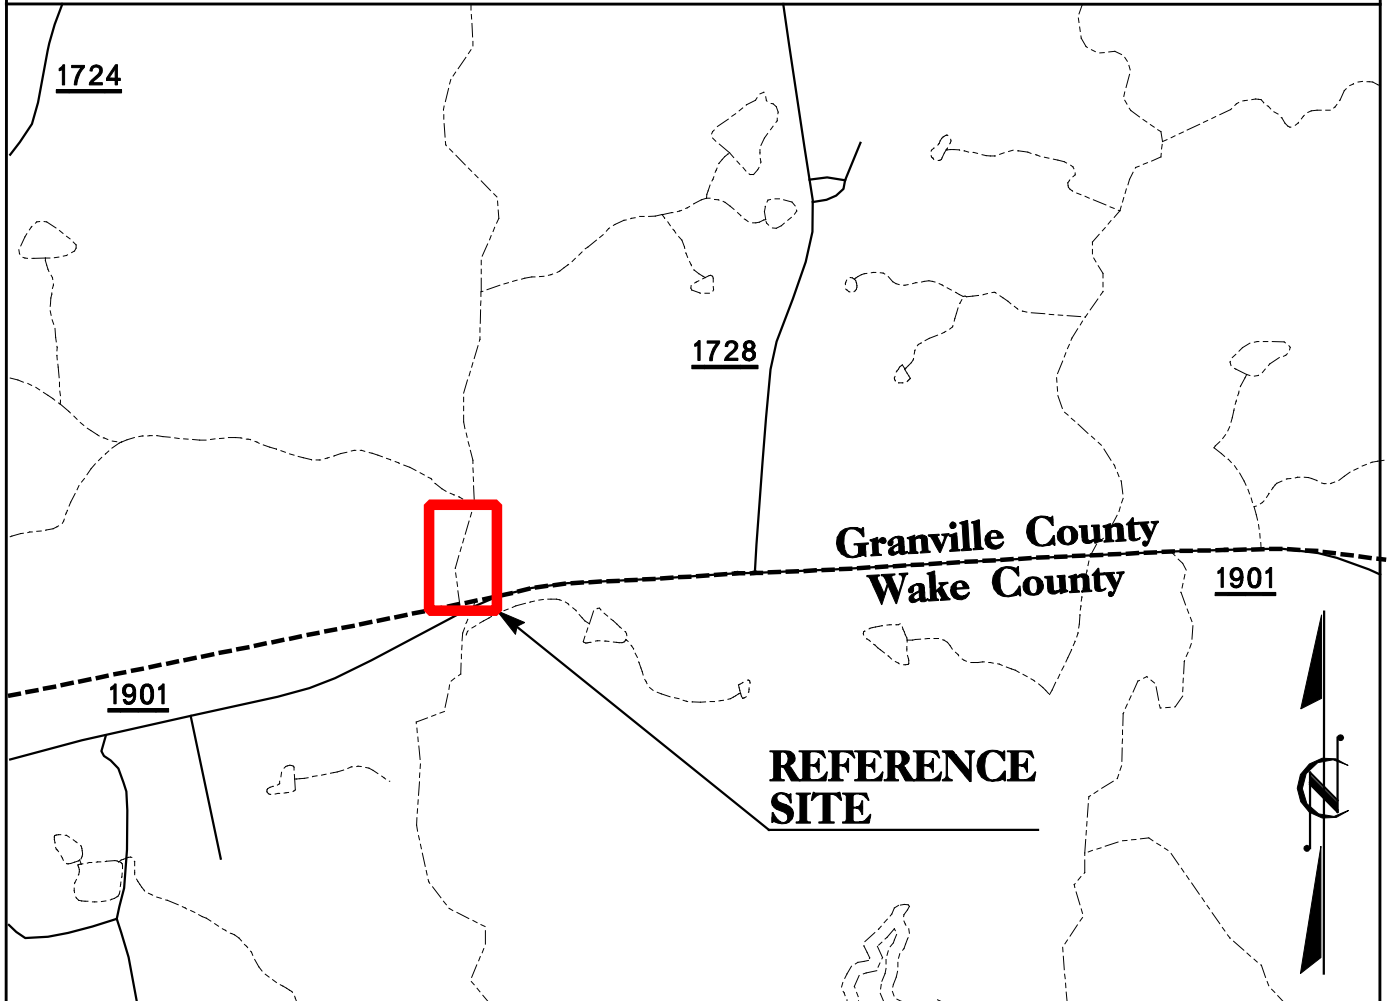 1724
1728
Granville County
Wake County
1901
1901
REFERENCE
SITE
N